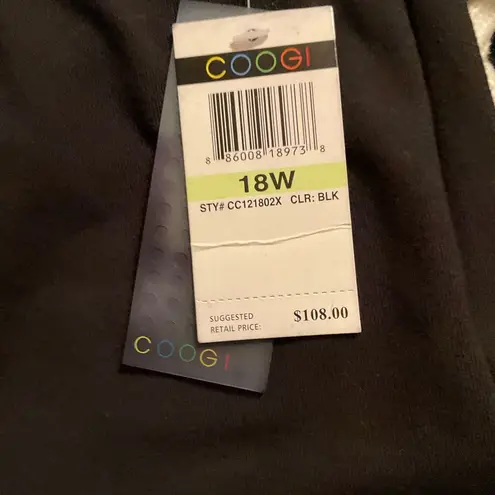 COOGI
8 86008 18973 8
18W
STY# CC121802X CLR: BLK
SUGGESTED
RETAIL PRICE: $108.00
COOGI